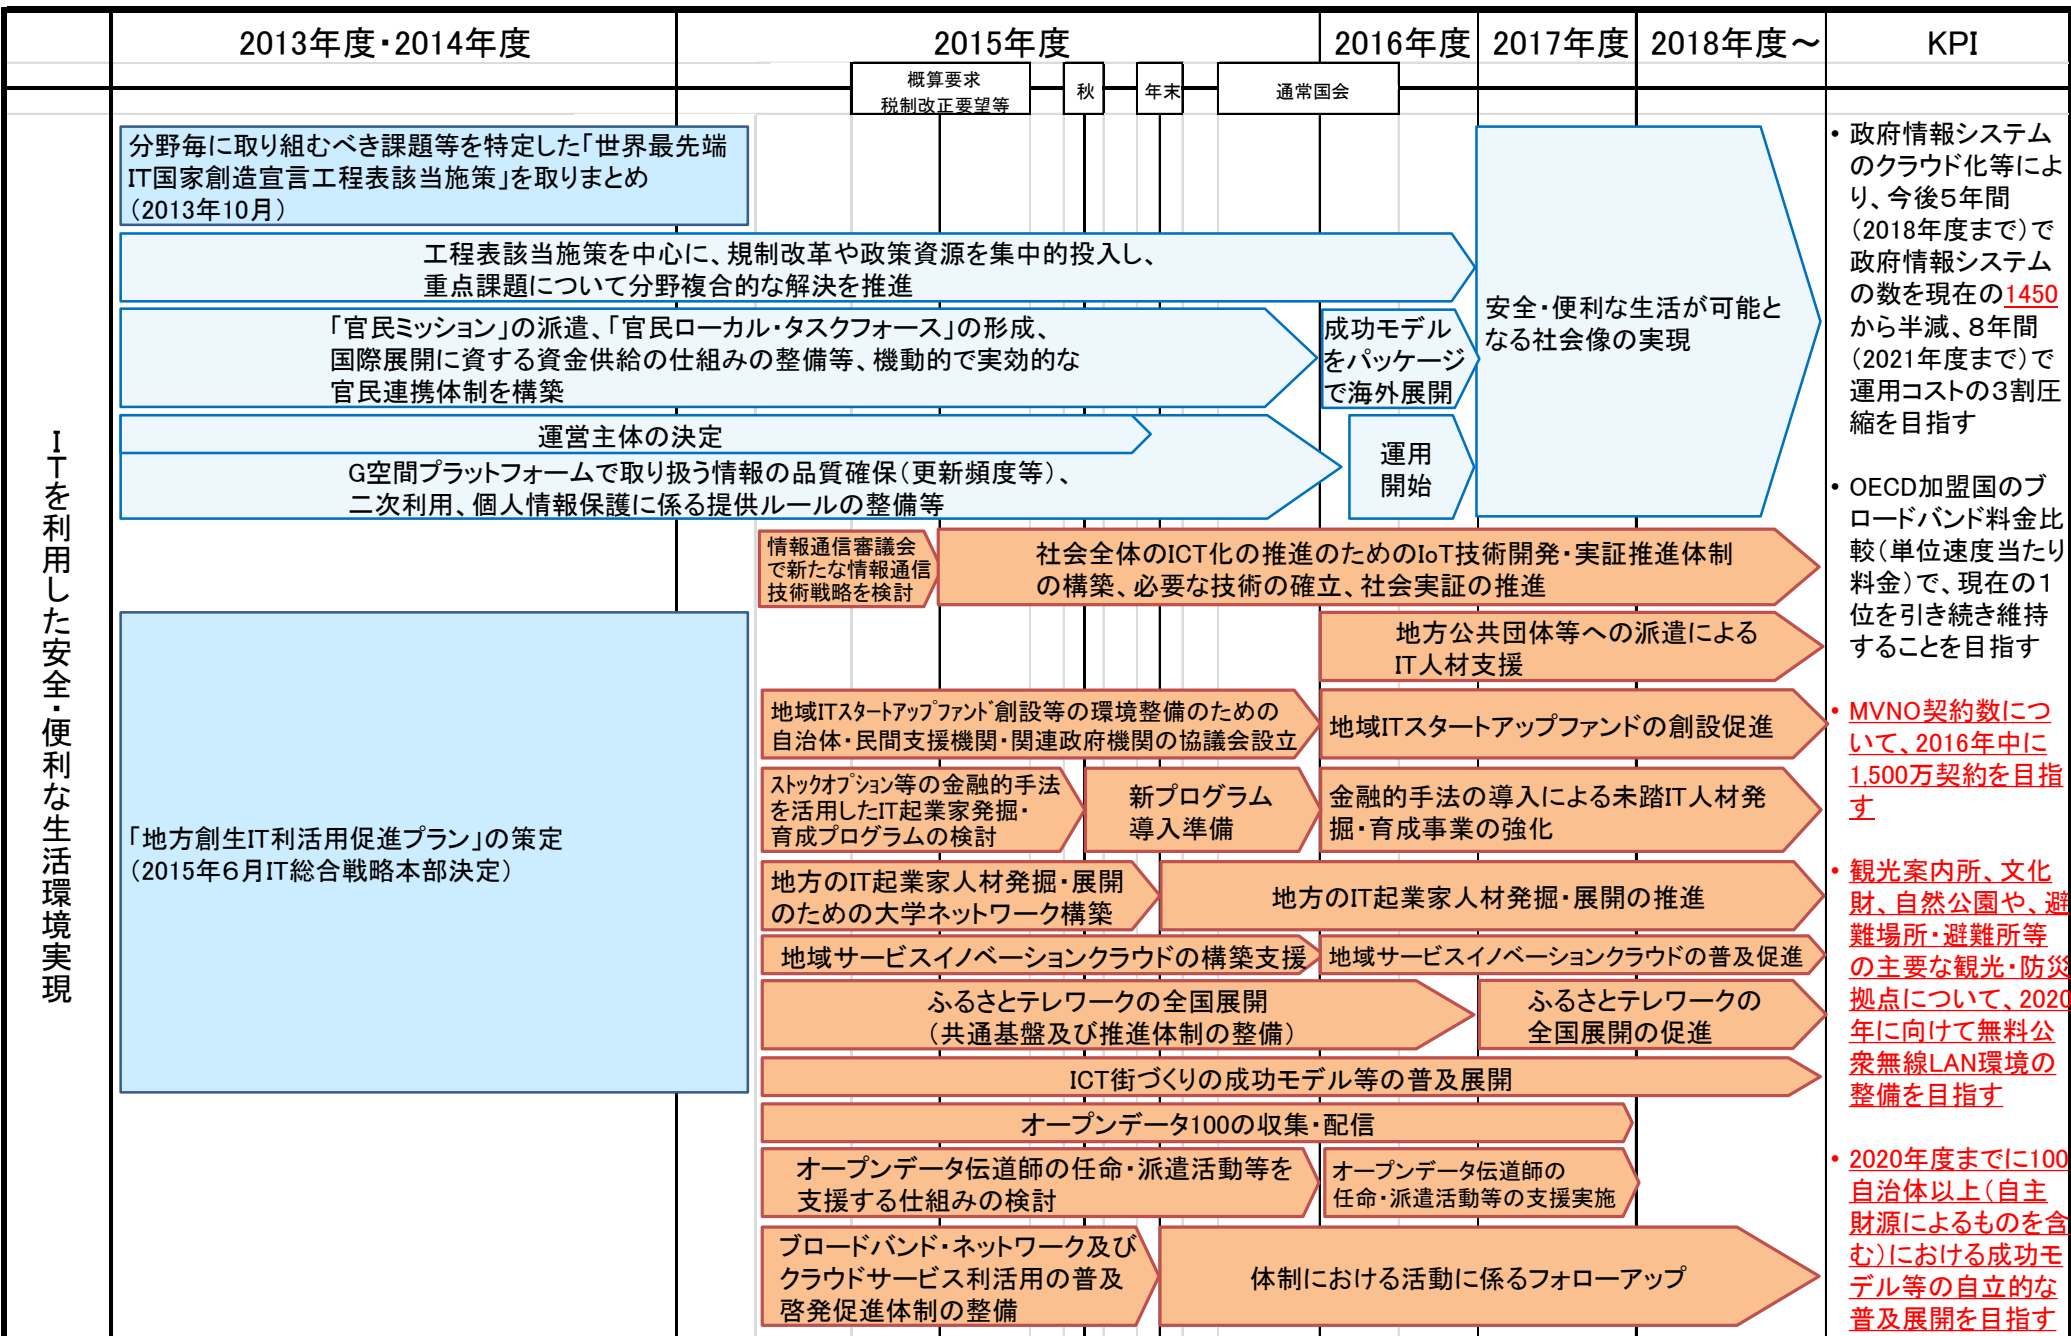 2013年度・2014年度
2015年度
2016年度
2017年度
2018年度～
KPI
概算要求
税制改正要望等
秋
年末
通常国会
ITを利用した安全・便利な生活環境実現
分野毎に取り組むべき課題等を特定した「世界最先端
IT国家創造宣言工程表該当施策」を取りまとめ
（2013年10月）
工程表該当施策を中心に、規制改革や政策資源を集中的投入し、
重点課題について分野複合的な解決を推進
「官民ミッション」の派遣、「官民ローカル・タスクフォース」の形成、
国際展開に資する資金供給の仕組みの整備等、機動的で実効的な
官民連携体制を構築
成功モデル
をパッケージ
で海外展開
運営主体の決定
G空間プラットフォームで取り扱う情報の品質確保（更新頻度等）、
二次利用、個人情報保護に係る提供ルールの整備等
運用
開始
安全・便利な生活が可能と
なる社会像の実現
情報通信審議会
で新たな情報通信
技術戦略を検討
社会全体のICT化の推進のためのIoT技術開発・実証推進体制
の構築、必要な技術の確立、社会実証の推進
「地方創生IT利活用促進プラン」の策定
（2015年６月IT総合戦略本部決定）
地方公共団体等への派遣による
IT人材支援
地域ITｽﾀｰﾄｱｯﾌﾟﾌｧﾝﾄﾞ創設等の環境整備のための
自治体・民間支援機関・関連政府機関の協議会設立
地域ITスタートアップファンドの創設促進
ｽﾄｯｸｵﾌﾟｼｮﾝ等の金融的手法
を活用したIT起業家発掘・
育成プログラムの検討
新プログラム
導入準備
金融的手法の導入による未踏IT人材発
掘・育成事業の強化
地方のIT起業家人材発掘・展開
のための大学ネットワーク構築
地方のIT起業家人材発掘・展開の推進
地域サービスイノベーションクラウドの構築支援
地域サービスイノベーションクラウドの普及促進
ふるさとテレワークの全国展開
（共通基盤及び推進体制の整備）
ふるさとテレワークの
全国展開の促進
ICT街づくりの成功モデル等の普及展開
オープンデータ100の収集・配信
オープンデータ伝道師の任命・派遣活動等を
支援する仕組みの検討
オープンデータ伝道師の
任命・派遣活動等の支援実施
ブロードバンド・ネットワーク及び
クラウドサービス利活用の普及
啓発促進体制の整備
体制における活動に係るフォローアップ
• 政府情報システム
のクラウド化等によ
り、今後５年間
（2018年度まで）で
政府情報システム
の数を現在の1450
から半減、８年間
（2021年度まで）で
運用コストの３割圧
縮を目指す
• OECD加盟国のブ
ロードバンド料金比
較（単位速度当たり
料金）で、現在の１
位を引き続き維持
することを目指す
• MVNO契約数につ
いて、2016年中に
1,500万契約を目指
す
• 観光案内所、文化
財、自然公園や、避
難場所・避難所等
の主要な観光・防災
拠点について、2020
年に向けて無料公
衆無線LAN環境の
整備を目指す
• 2020年度までに100
自治体以上（自主
財源によるものを含
む）における成功モ
デル等の自立的な
普及展開を目指す